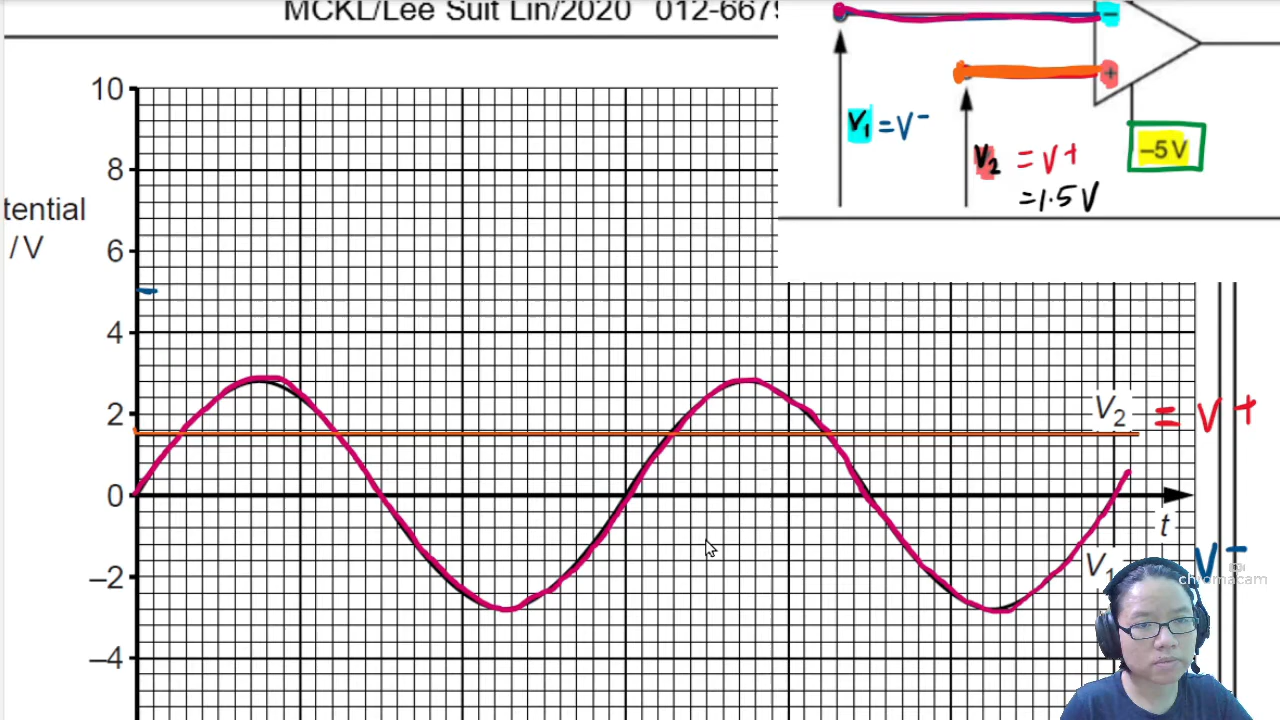 MCKL/Lee Suit Lin/2020 012-6679
–
+
V₁ = V⁻
–5 V
V₂ = V+
= 1.5 V
10
8
tential
/ V
6
4
2
V₂ = V+
0
t
V₁ V⁻
chromacam
–2
–4